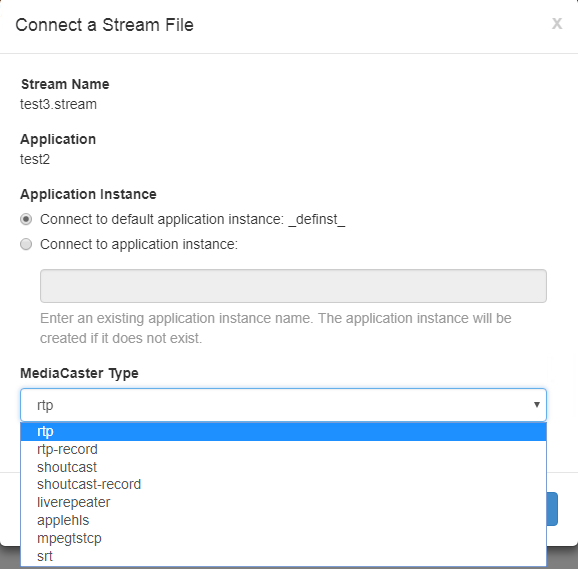 Connect a Stream File
x
Stream Name
test3.stream
Application
test2
Application Instance
Connect to default application instance: _definst_
Connect to application instance:
Enter an existing application instance name. The application instance will be
created if it does not exist.
MediaCaster Type
rtp
rtp
rtp-record
shoutcast
shoutcast-record
liverepeater
applehls
mpegtstcp
srt